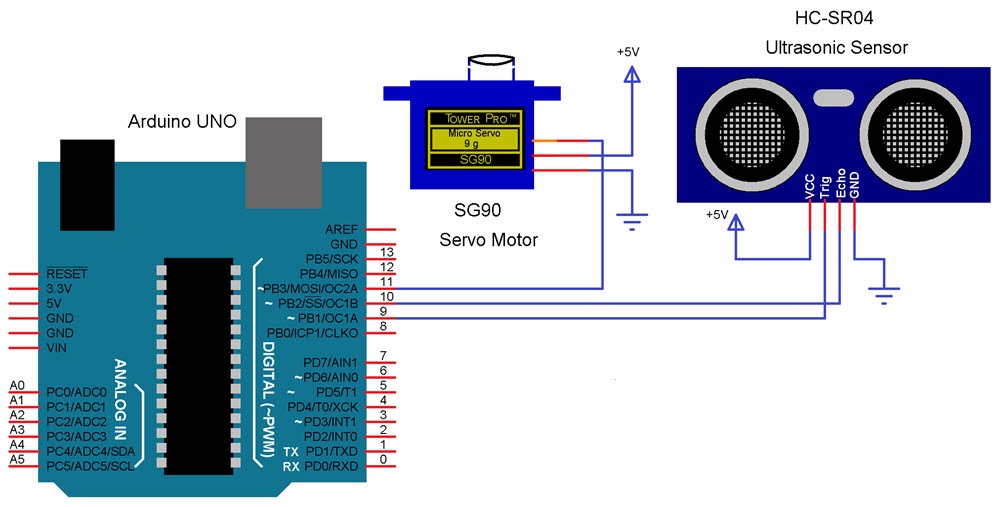 HC-SR04
Ultrasonic Sensor
+5V
TOWER PRO™
Micro Servo
9 g
SG90
Arduino UNO
VCC
Trig
Echo
GND
SG90
Servo Motor
+5V
AREF
GND
PB5/SCK 13
RESET
PB4/MISO 12
3.3V
~PB3/MOSI/OC2A 11
5V
~ PB2/SS/OC1B 10
GND
~ PB1/OC1A 9
GND
PB0/ICP1/CLKO 8
VIN
ANALOG IN
DIGITAL (~PWM)
PD7/AIN1 7
~PD6/AIN0 6
A0 PC0/ADC0
~ PD5/T1 5
A1 PC1/ADC1
PD4/T0/XCK 4
A2 PC2/ADC2
~PD3/INT1 3
A3 PC3/ADC3
PD2/INT0 2
A4 PC4/ADC4/SDA
TX PD1/TXD 1
A5 PC5/ADC5/SCL
RX PD0/RXD 0